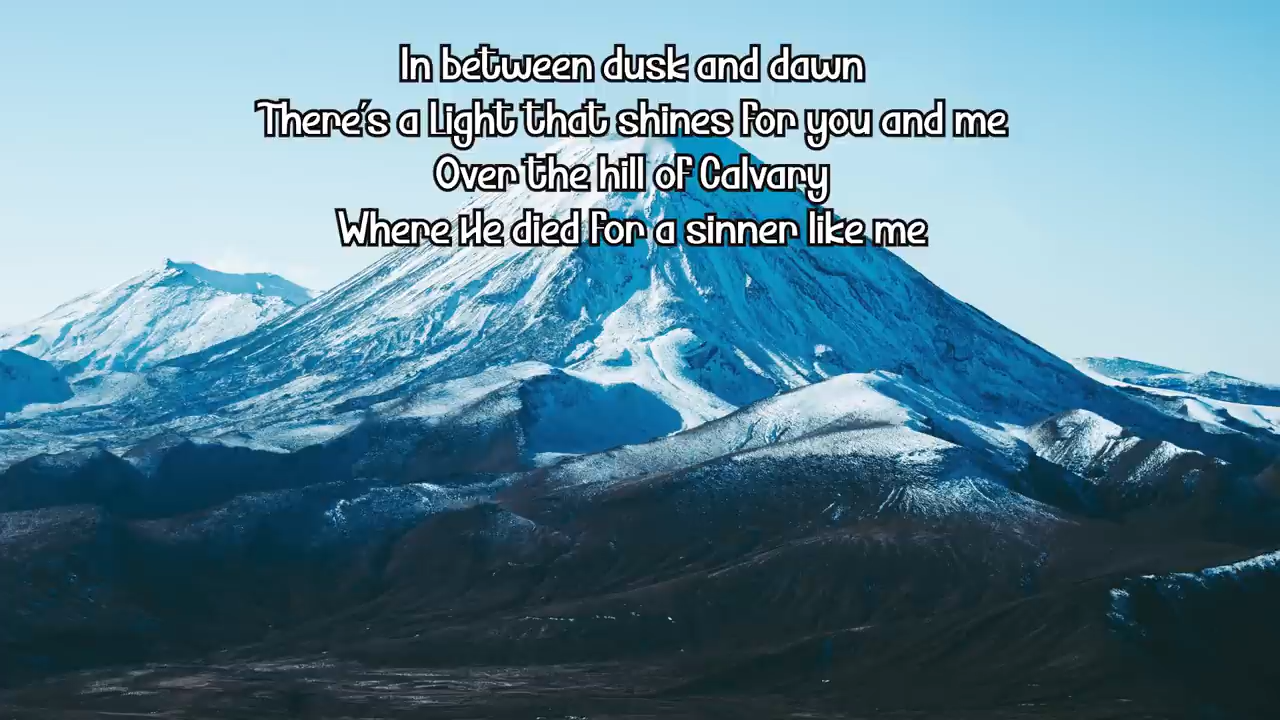 In between dusk and dawn
There's a Light that shines for you and me
Over the hill of Calvary
Where He died for a sinner like me